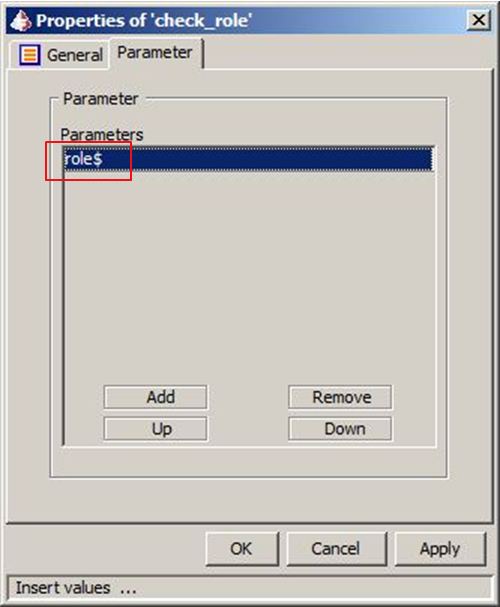 Properties of 'check_role'
General
Parameter
Parameter
Parameters
role$
Add
Remove
Up
Down
OK
Cancel
Apply
Insert values ...